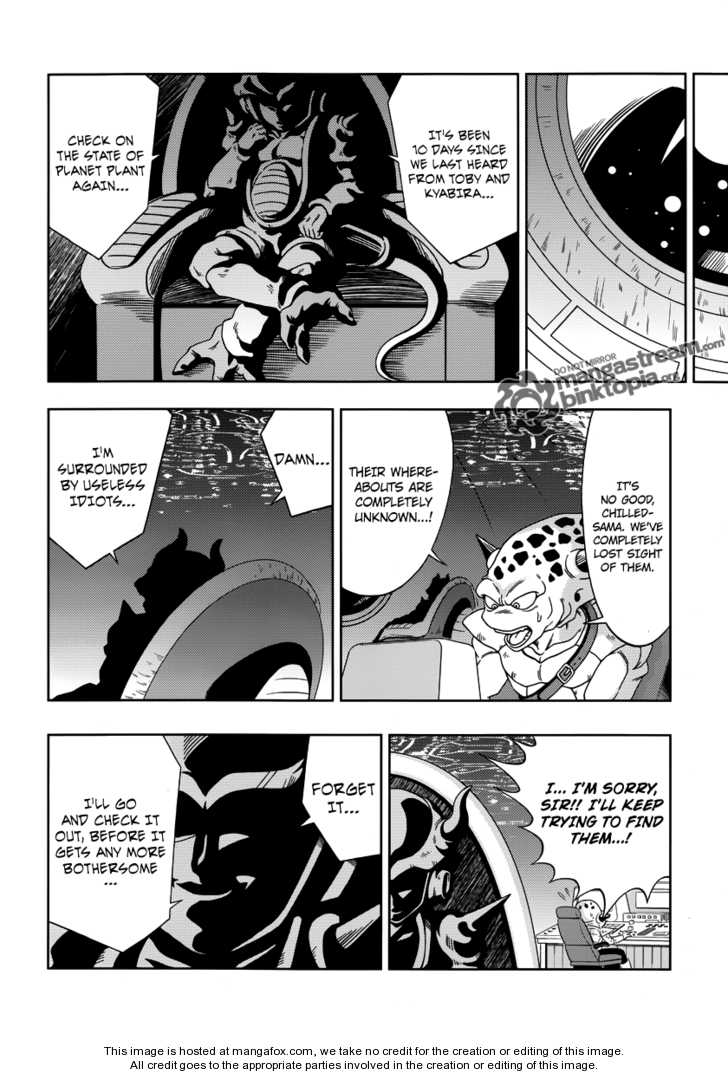 IT'S BEEN
10 DAYS SINCE
WE LAST HEARD
FROM TOBY AND
KYABIRA...
CHECK ON
THE STATE OF
PLANET PLANT
AGAIN...
DO NOT MIRROR
mangastream.com
binktopia.org
IT'S
NO GOOD,
CHILLED-
SAMA. WE'VE
COMPLETELY
LOST SIGHT
OF THEM.
THEIR WHERE-
ABOUTS ARE
COMPLETELY
UNKNOWN...!
DAMN...
I'M
SURROUNDED
BY USELESS
IDIOTS...
I... I'M SORRY,
SIR!! I'LL KEEP
TRYING TO FIND
THEM...!
FORGET
IT...
I'LL GO
AND CHECK IT
OUT, BEFORE IT
GETS ANY MORE
BOTHERSOME
...
This image is hosted at mangafox.com, we take no credit for the creation or editing of this image.
All credit goes to the appropriate parties involved in the creation or editing of this image.